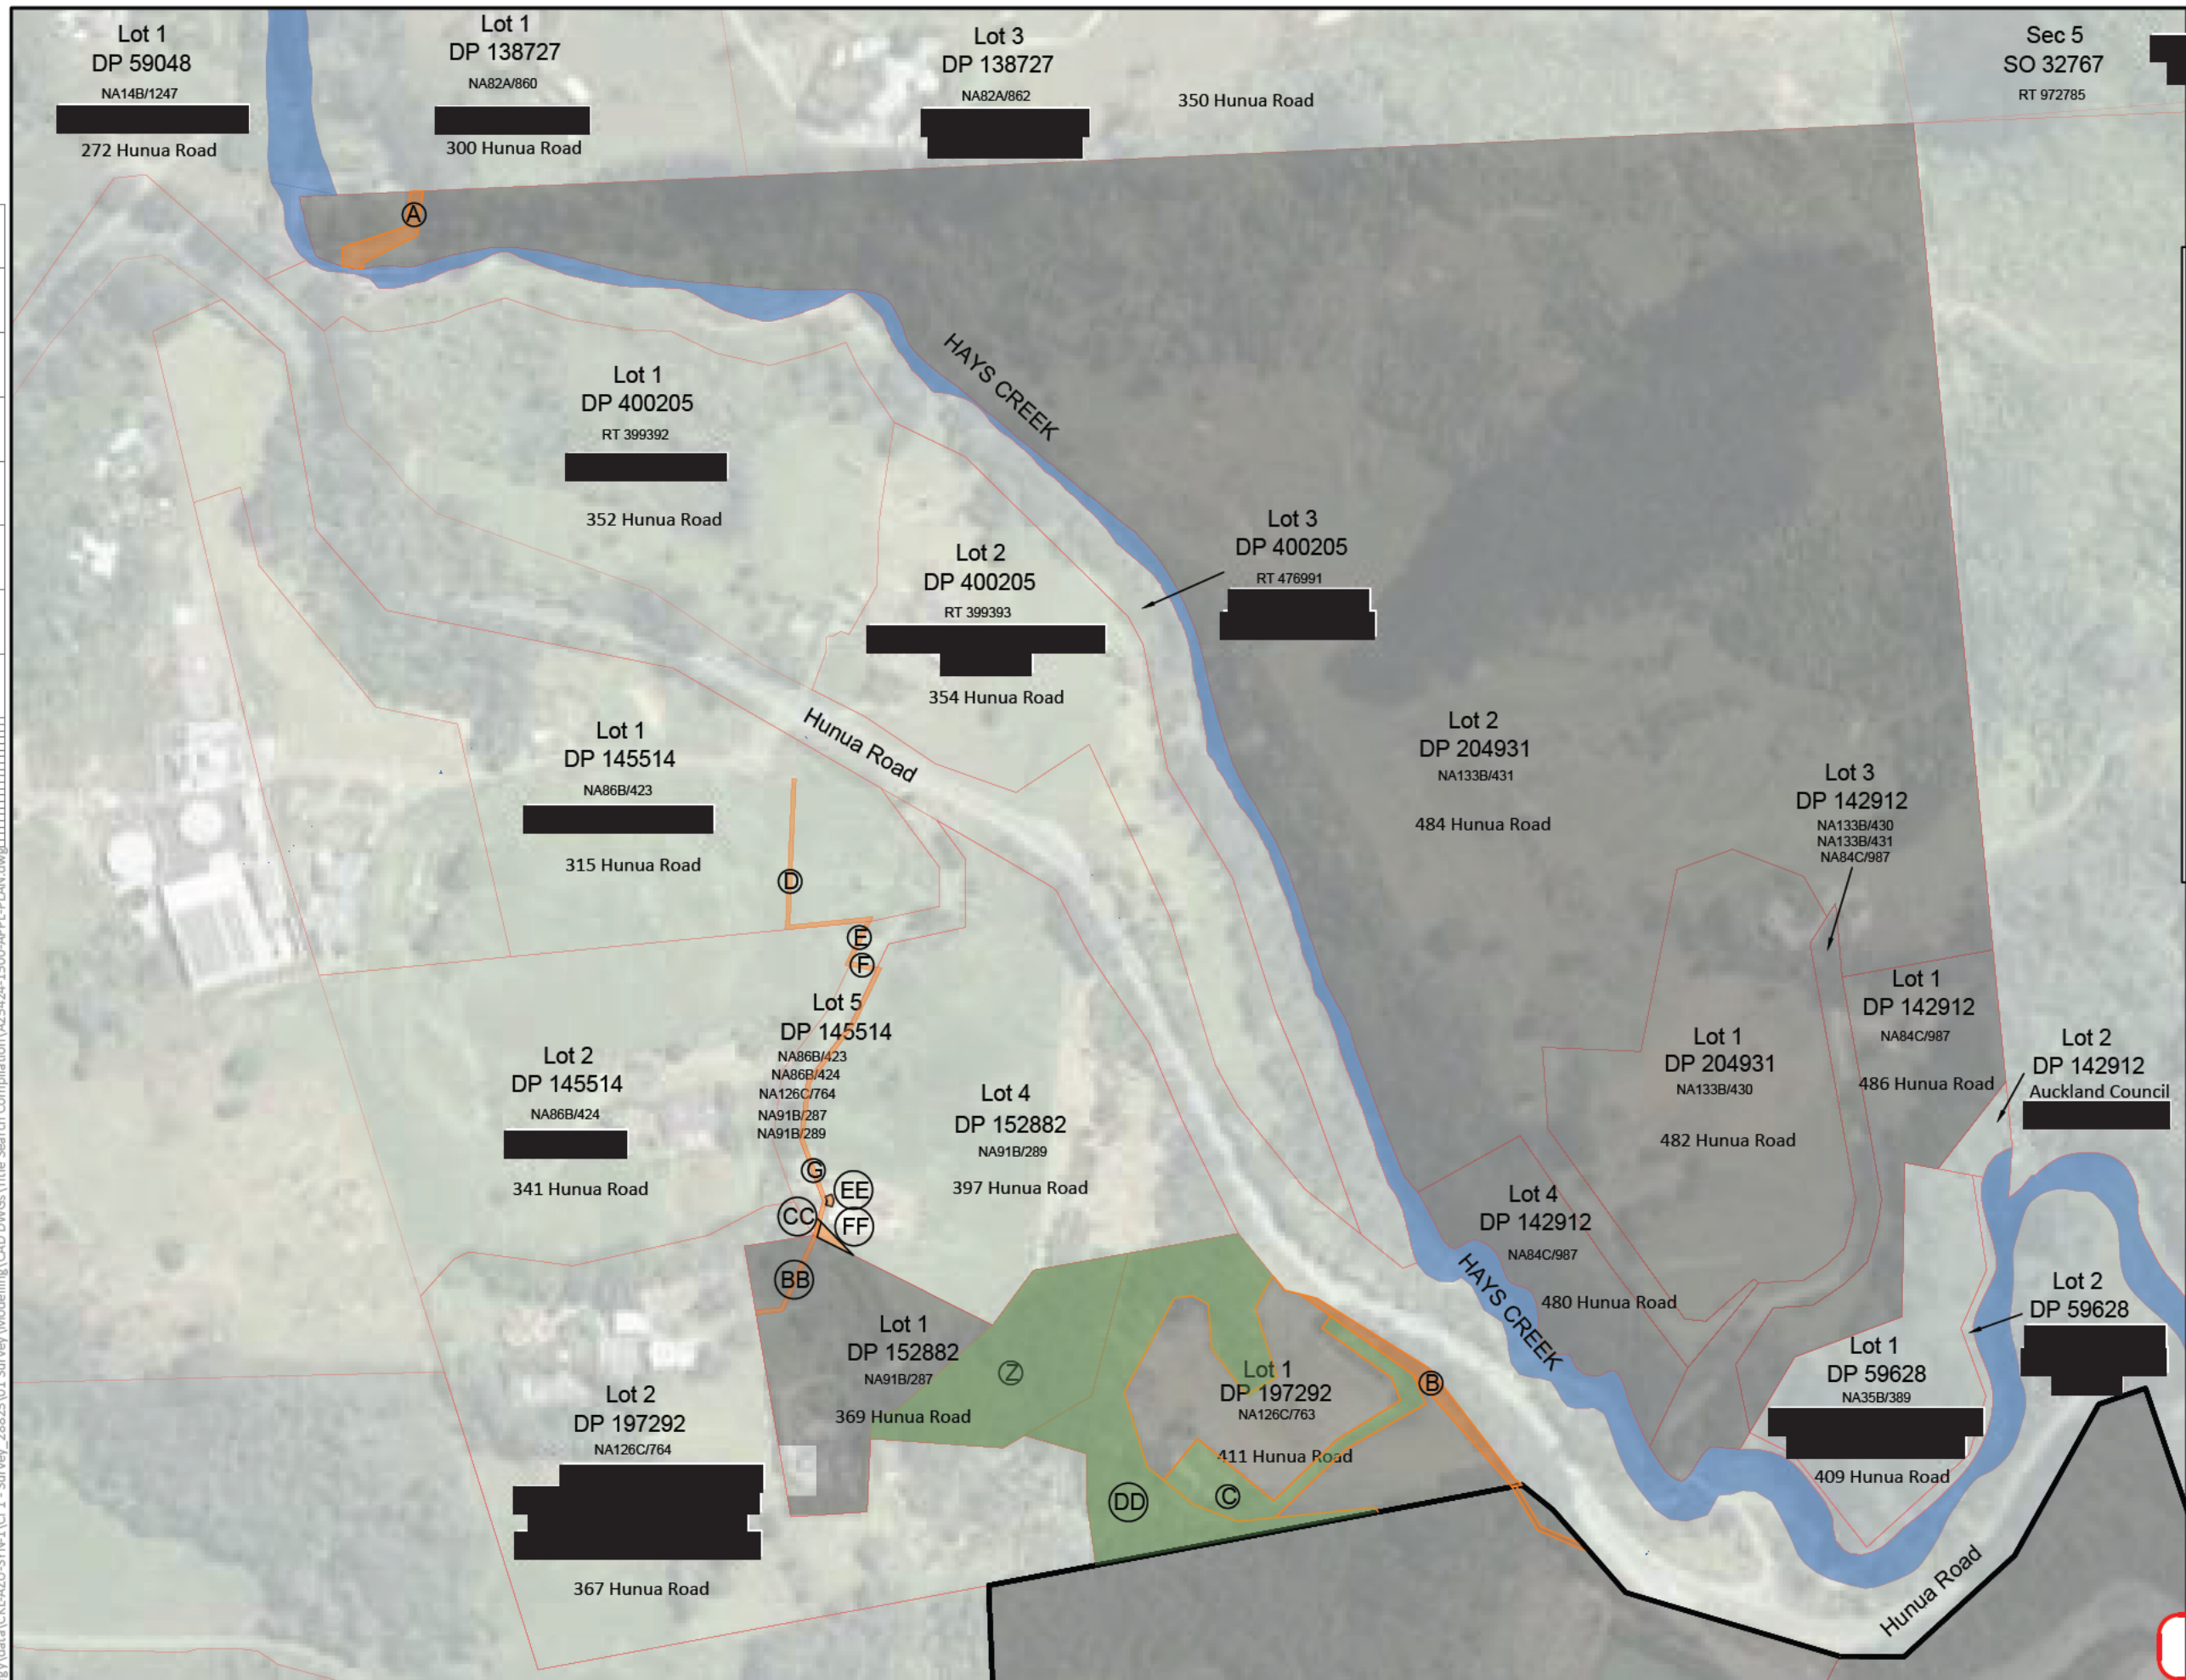 Lot 1
DP 59048
NA14B/1247
272 Hunua Road
Lot 1
DP 138727
NA82A/860
300 Hunua Road
Lot 3
DP 138727
NA82A/862
350 Hunua Road
Sec 5
SO 32767
RT 972785
A
HAYS CREEK
Lot 1
DP 400205
RT 399392
352 Hunua Road
Lot 2
DP 400205
RT 399393
354 Hunua Road
Lot 3
DP 400205
RT 476991
Hunua Road
Lot 1
DP 145514
NA86B/423
315 Hunua Road
Lot 2
DP 204931
NA133B/431
484 Hunua Road
Lot 3
DP 142912
NA133B/430
NA133B/431
NA84C/987
D
E
F
Lot 5
DP 145514
NA86B/423
NA86B/424
NA126C/764
NA91B/287
NA91B/289
Lot 2
DP 145514
NA86B/424
341 Hunua Road
Lot 4
DP 152882
NA91B/289
397 Hunua Road
Lot 1
DP 204931
NA133B/430
482 Hunua Road
Lot 1
DP 142912
NA84C/987
486 Hunua Road
Lot 2
DP 142912
Auckland Council
G
EE
CC
FF
BB
Lot 4
DP 142912
NA84C/987
480 Hunua Road
HAYS CREEK
Lot 2
DP 59628
Lot 1
DP 59628
NA35B/389
409 Hunua Road
Lot 1
DP 152882
NA91B/287
369 Hunua Road
Z
Lot 1
DP 197292
NA126C/763
411 Hunua Road
B
C
DD
Lot 2
DP 197292
NA126C/764
367 Hunua Road
Hunua Road